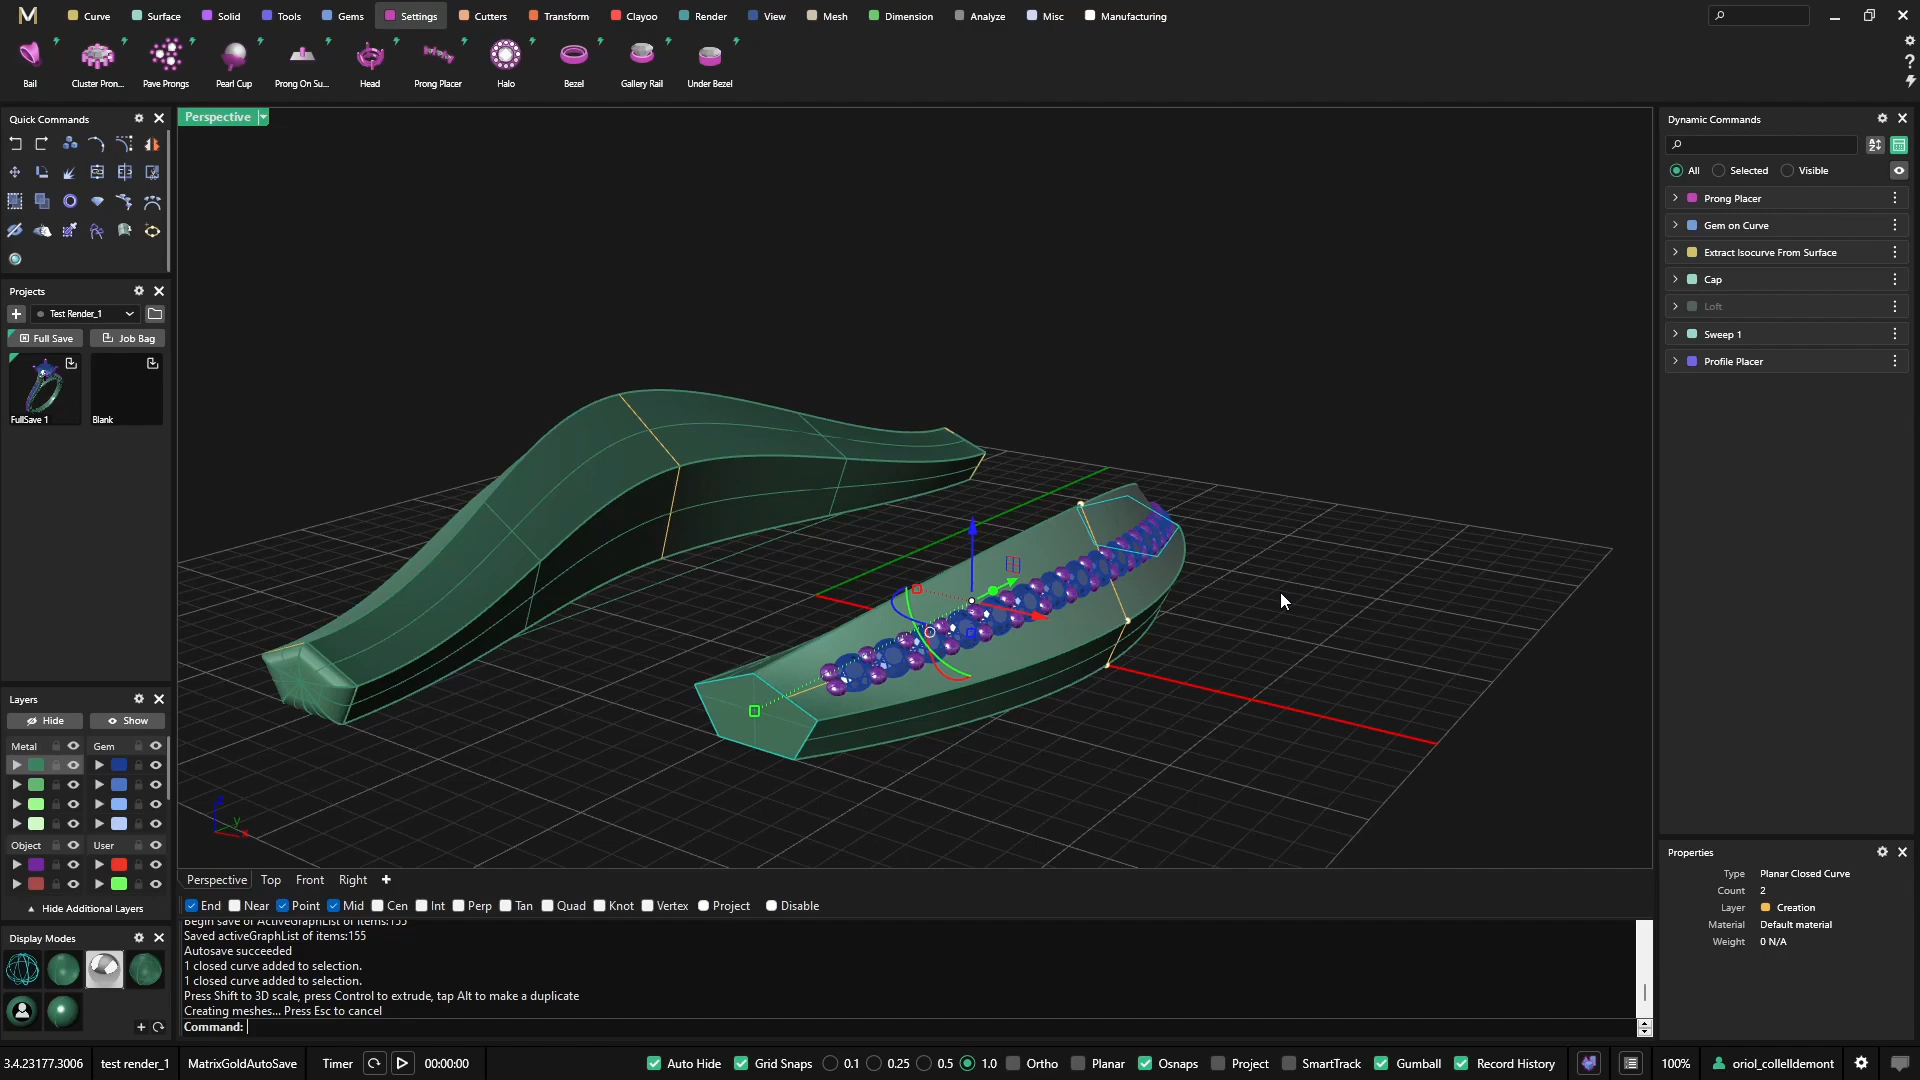 M Curve Surface Solid Tools Gems Settings Cutters Transform Clayoo Render View Mesh Dimension Analyze Misc Manufacturing
Bail Cluster Pron... Pave Prongs Pearl Cup Prong On Su... Head Prong Placer Halo Bezel Gallery Rail Under Bezel
Quick Commands
Perspective
Dynamic Commands
All Selected Visible
Prong Placer
Gem on Curve
Extract Isocurve From Surface
Cap
Loft
Sweep 1
Profile Placer
Projects
Test Render_1
Full Save Job Bag
FullSave 1 Blank
Layers
Hide Show
Metal Gem
Object User
Hide Additional Layers
z
y
x
Perspective Top Front Right
End Near Point Mid Cen Int Perp Tan Quad Knot Vertex Project Disable
Begin save of ActiveGraphList of items:155
Saved activeGraphList of items:155
Autosave succeeded
1 closed curve added to selection.
1 closed curve added to selection.
Press Shift to 3D scale, press Control to extrude, tap Alt to make a duplicate
Creating meshes... Press Esc to cancel
Command:
Properties
Type Planar Closed Curve
Count 2
Layer Creation
Material Default material
Weight 0 N/A
Display Modes
3.4.23177.3006 test render_1 MatrixGoldAutoSave Timer 00:00:00 Auto Hide Grid Snaps 0.1 0.25 0.5 1.0 Ortho Planar Osnaps Project SmartTrack Gumball Record History 100% oriol_collelldemont